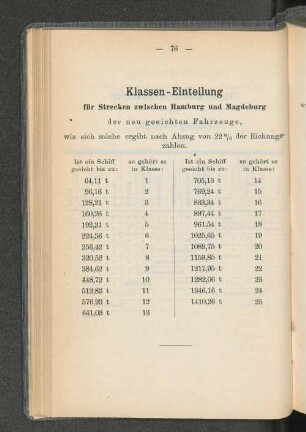 — 76 —
Klassen-Einteilung
für Strecken zwischen Hamburg und Magdeburg
der neu geeichten Fahrzeuge,
wie sich solche ergibt nach Abzug von 22 % der Eichungs-
zahlen.
Ist ein Schiff so gehört es Ist ein Schiff so gehört es
geeicht bis zu: in Klasse: geeicht bis zu: in Klasse:
64,11 t 1 705,13 t 14
96,16 t 2 769,24 t 15
128,21 t 3 833,34 t 16
160,26 t 4 897,44 t 17
192,31 t 5 961,54 t 18
224,36 t 6 1025,65 t 19
256,42 t 7 1089,75 t 20
320,52 t 8 1153,85 t 21
384,62 t 9 1217,95 t 22
448,72 t 10 1282,06 t 23
512,83 t 11 1346,16 t 24
576,93 t 12 1410,26 t 25
641,03 t 13